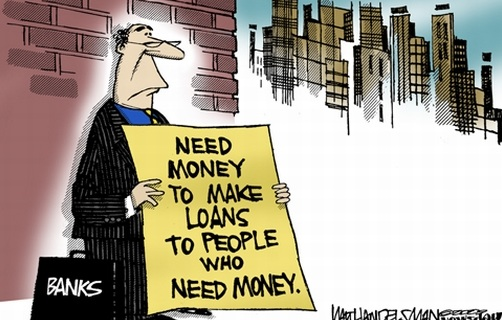 NEED
MONEY
TO MAKE
LOANS
TO PEOPLE
WHO
NEED MONEY.
BANKS